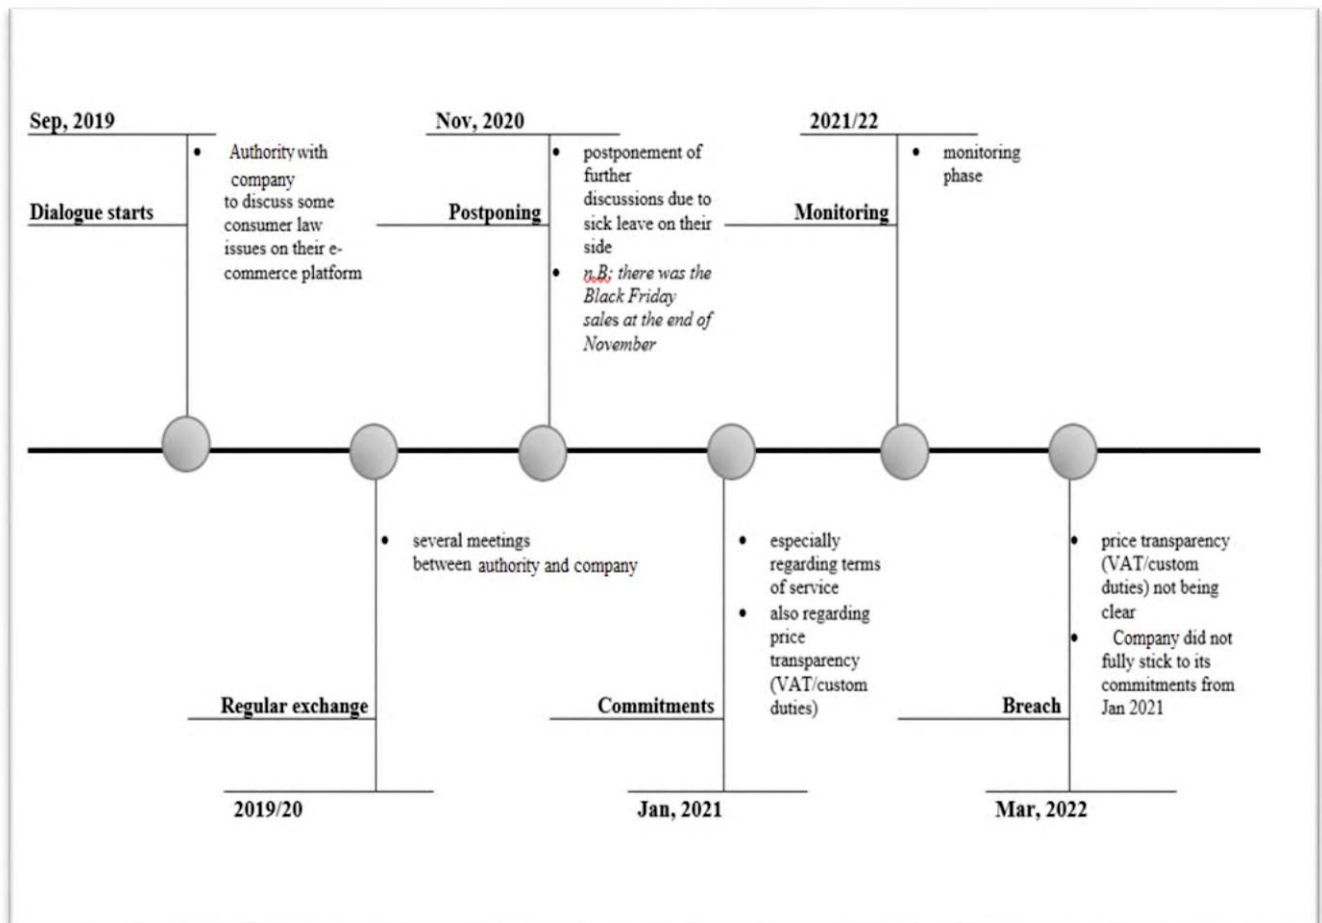 Sep, 2019
Dialogue starts
• Authority with
company
to discuss some
consumer law
issues on their e-
commerce platform
Regular exchange
2019/20
• several meetings
between authority and company
Nov, 2020
Postponing
• postponement of
further
discussions due to
sick leave on their
side
• n.B: there was the
Black Friday
sales at the end of
November
Commitments
Jan, 2021
• especially
regarding terms
of service
• also regarding
price
transparency
(VAT/custom
duties)
2021/22
Monitoring
• monitoring
phase
Breach
Mar, 2022
• price transparency
(VAT/custom
duties) not being
clear
• Company did not
fully stick to its
commitments from
Jan 2021